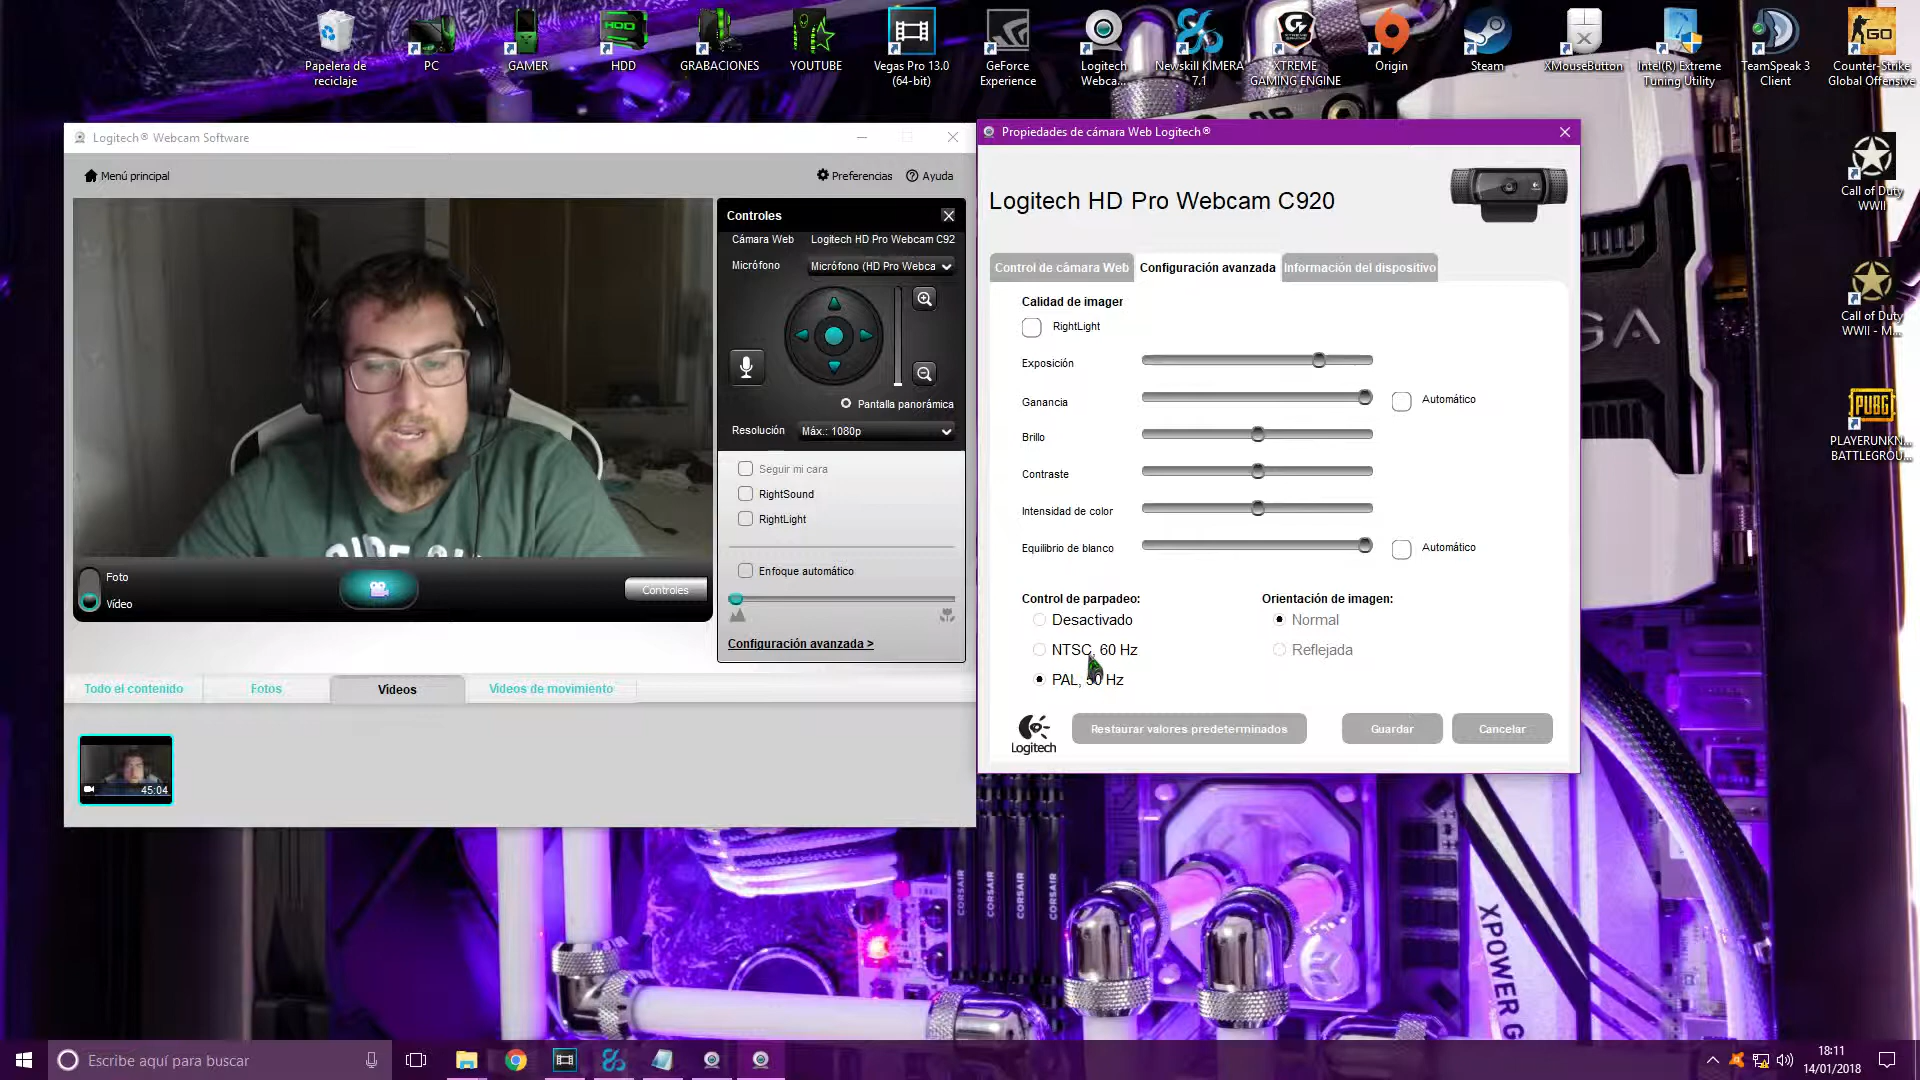 Papelera de
reciclaje
PC
GAMER
HDD
HDD
GRABACIONES
YOUTUBE
Vegas Pro 13.0
(64-bit)
GeForce
Experience
Logitech
Webca...
Newskill KIMERA
7.1
XTREME
GAMING ENGINE
Origin
Steam
XMouseButton
Intel(R) Extreme
Tuning Utility
TeamSpeak 3
Client
GO
Counter-Strike
Global Offensive
Call of Duty
WWII
Call of Duty
WWII - M...
PUBG
PLAYERUNKN...
BATTLEGROU...
Logitech® Webcam Software
Menú principal
Preferencias
Ayuda
Controles
Cámara Web
Logitech HD Pro Webcam C92
Micrófono
Micrófono (HD Pro Webca
Pantalla panorámica
Resolución
Máx.: 1080p
Seguir mi cara
RightSound
RightLight
Enfoque automático
Configuración avanzada >
Foto
Vídeo
Controles
Todo el contenido
Fotos
Vídeos
Videos de movimiento
45:04
Propiedades de cámara Web Logitech®
Logitech HD Pro Webcam C920
Control de cámara Web
Configuración avanzada
Información del dispositivo
Calidad de imager
RightLight
Exposición
Ganancia
Automático
Brillo
Contraste
Intensidad de color
Equilibrio de blanco
Automático
Control de parpadeo:
Orientación de imagen:
Desactivado
Normal
NTSC, 60 Hz
Reflejada
PAL, 50 Hz
Logitech
Restaurar valores predeterminados
Guardar
Cancelar
CORSAIR
CORSAIR
CORSAIR
CORSAIR
XPOWER G
Escribe aquí para buscar
18:11
14/01/2018